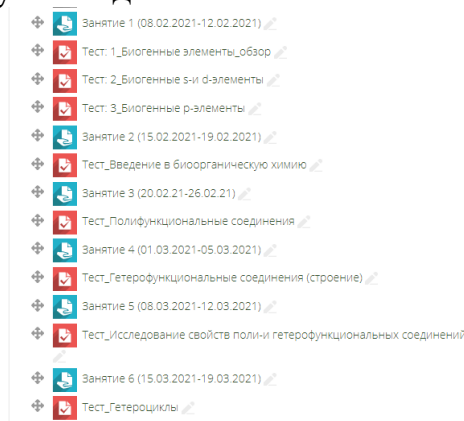 Занятие 1 (08.02.2021-12.02.2021)
Тест: 1_Биогенные элементы_обзор
Тест: 2_Биогенные s-и d-элементы
Тест: 3_Биогенные p-элементы
Занятие 2 (15.02.2021-19.02.2021)
Тест_Введение в биоорганическую химию
Занятие 3 (20.02.21-26.02.21)
Тест_Полифункциональные соединения
Занятие 4 (01.03.2021-05.03.2021)
Тест_Гетерофункциональные соединения (строение)
Занятие 5 (08.03.2021-12.03.2021)
Тест_Исследование свойств поли-и гетерофункциональных соединений
Занятие 6 (15.03.2021-19.03.2021)
Тест_Гетероциклы